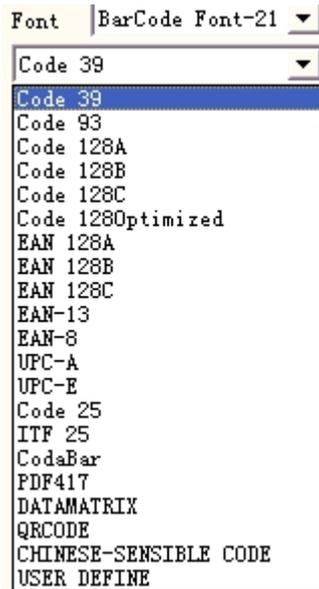 Font BarCode Font-21
Code 39
Code 39
Code 93
Code 128A
Code 128B
Code 128C
Code 128Optimized
EAN 128A
EAN 128B
EAN 128C
EAN-13
EAN-8
UPC-A
UPC-E
Code 25
ITF 25
CodaBar
PDF417
DATAMATRIX
QRCODE
CHINESE-SENSIBLE CODE
USER DEFINE